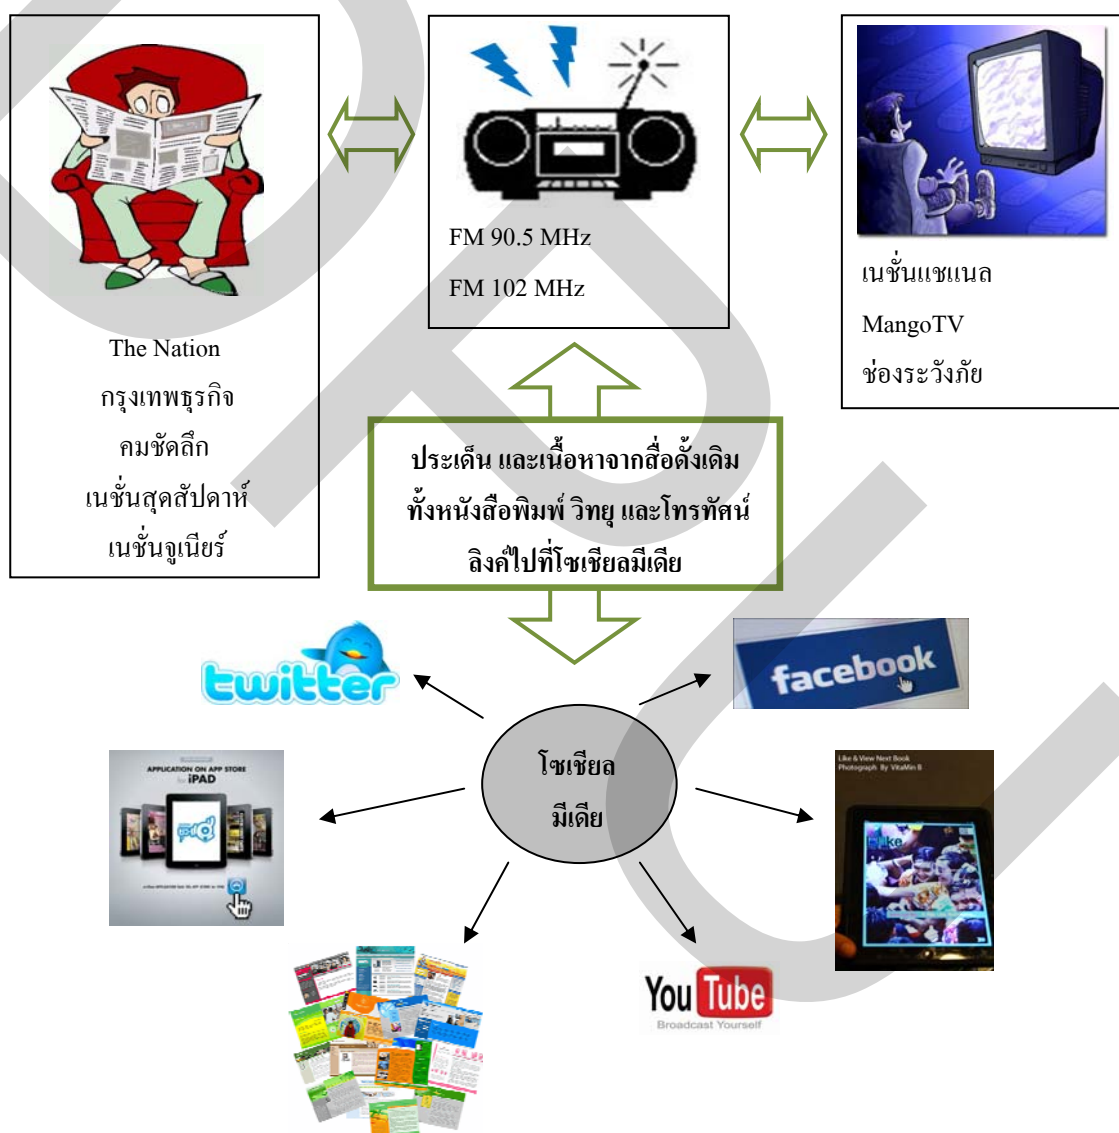 The Nation
กรุงเทพธุรกิจ
คมชัดลึก
เนชั่นสุดสัปดาห์
เนชั่นจูเนียร์
FM 90.5 MHz
FM 102 MHz
เนชั่นแชแนล
MangoTV
ช่องระวังภัย
ประเด็น และเนื้อหาจากสื่อดั้งเดิม
ทั้งหนังสือพิมพ์ วิทยุ และโทรทัศน์
ลิงค์ไปที่โซเชียลมีเดีย
twitter
facebook
โซเชียล
มีเดีย
APPLICATION ON APP STORE
for iPAD
Like & View Next Book
Photograph By VitaMin B
like
You Tube
Broadcast Yourself